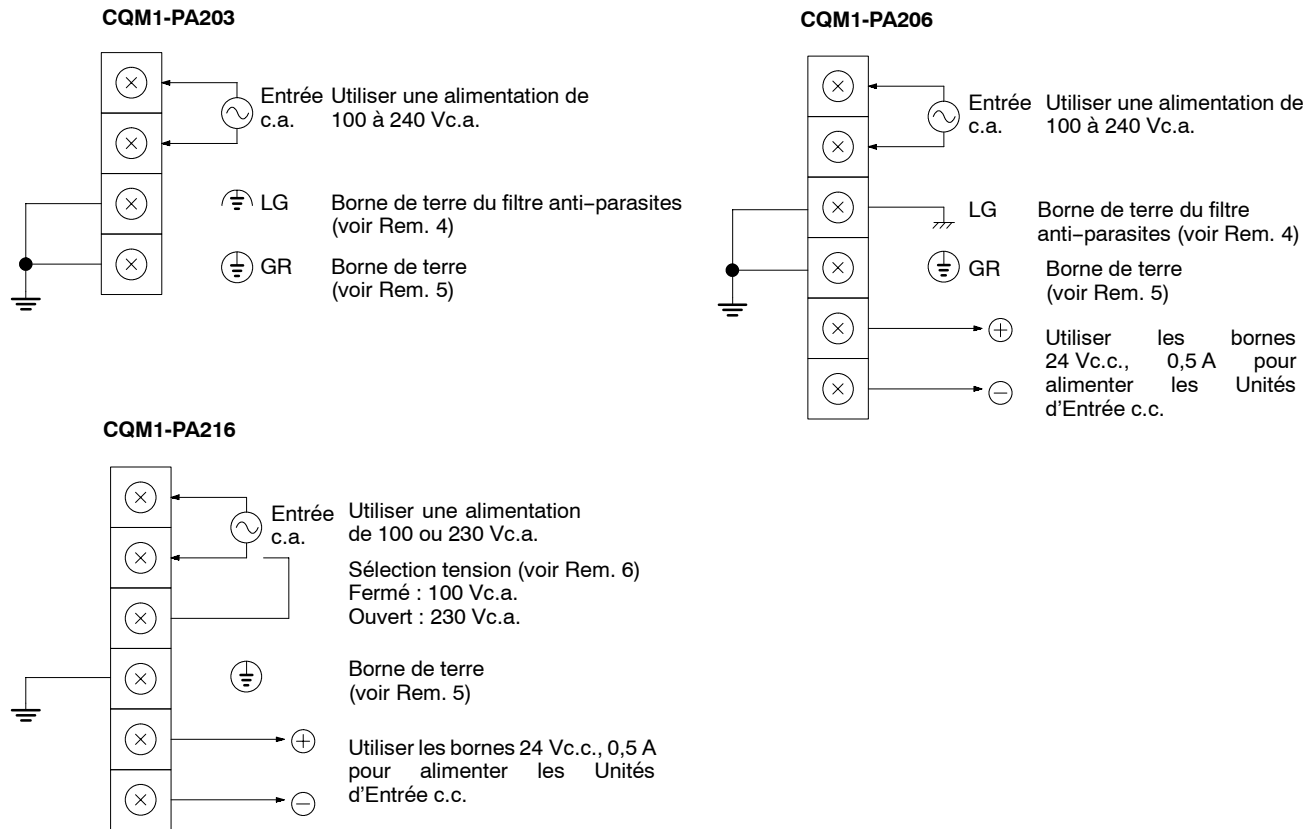 CQM1-PA203
Entrée
c.a.
Utiliser une alimentation de
100 à 240 Vc.a.
LG
Borne de terre du filtre anti-parasites
(voir Rem. 4)
GR
Borne de terre
(voir Rem. 5)
CQM1-PA206
Entrée
c.a.
Utiliser une alimentation de
100 à 240 Vc.a.
LG
Borne de terre du filtre
anti-parasites (voir Rem. 4)
GR
Borne de terre
(voir Rem. 5)
Utiliser les bornes
24 Vc.c., 0,5 A pour
alimenter les Unités
d'Entrée c.c.
CQM1-PA216
Entrée
c.a.
Utiliser une alimentation
de 100 ou 230 Vc.a.
Sélection tension (voir Rem. 6)
Fermé : 100 Vc.a.
Ouvert : 230 Vc.a.
Borne de terre
(voir Rem. 5)
Utiliser les bornes 24 Vc.c., 0,5 A
pour alimenter les Unités
d'Entrée c.c.